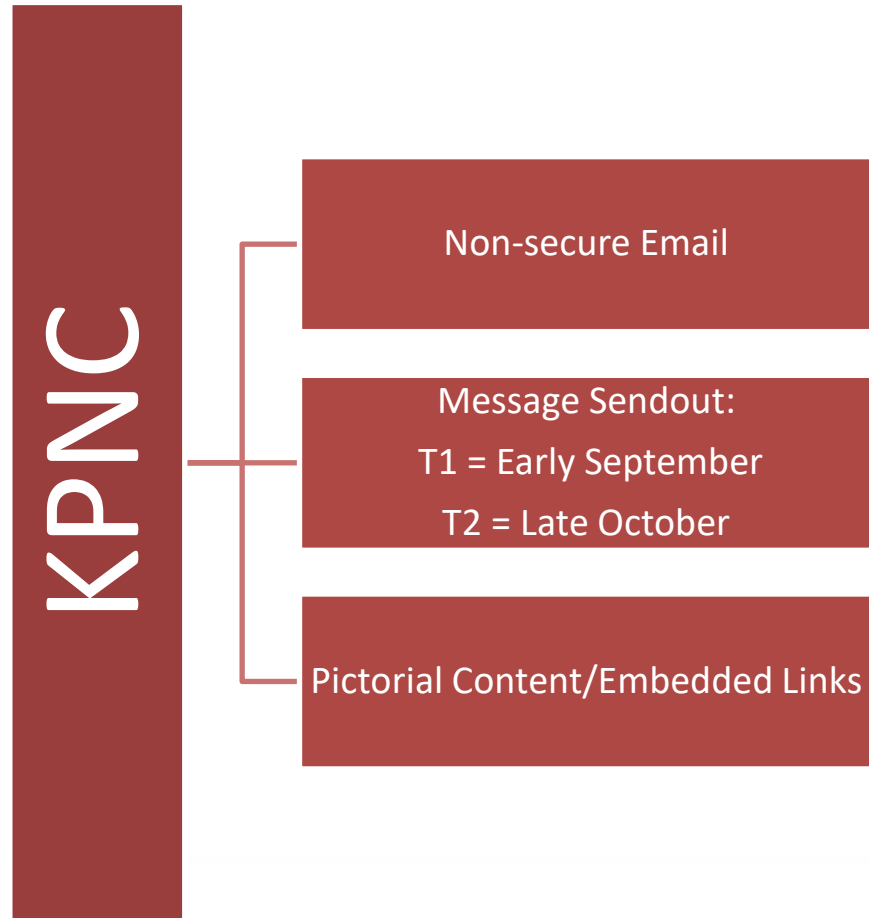 KPNC
Non-secure Email
Message Sendout:
T1 = Early September
T2 = Late October
Pictorial Content/Embedded Links